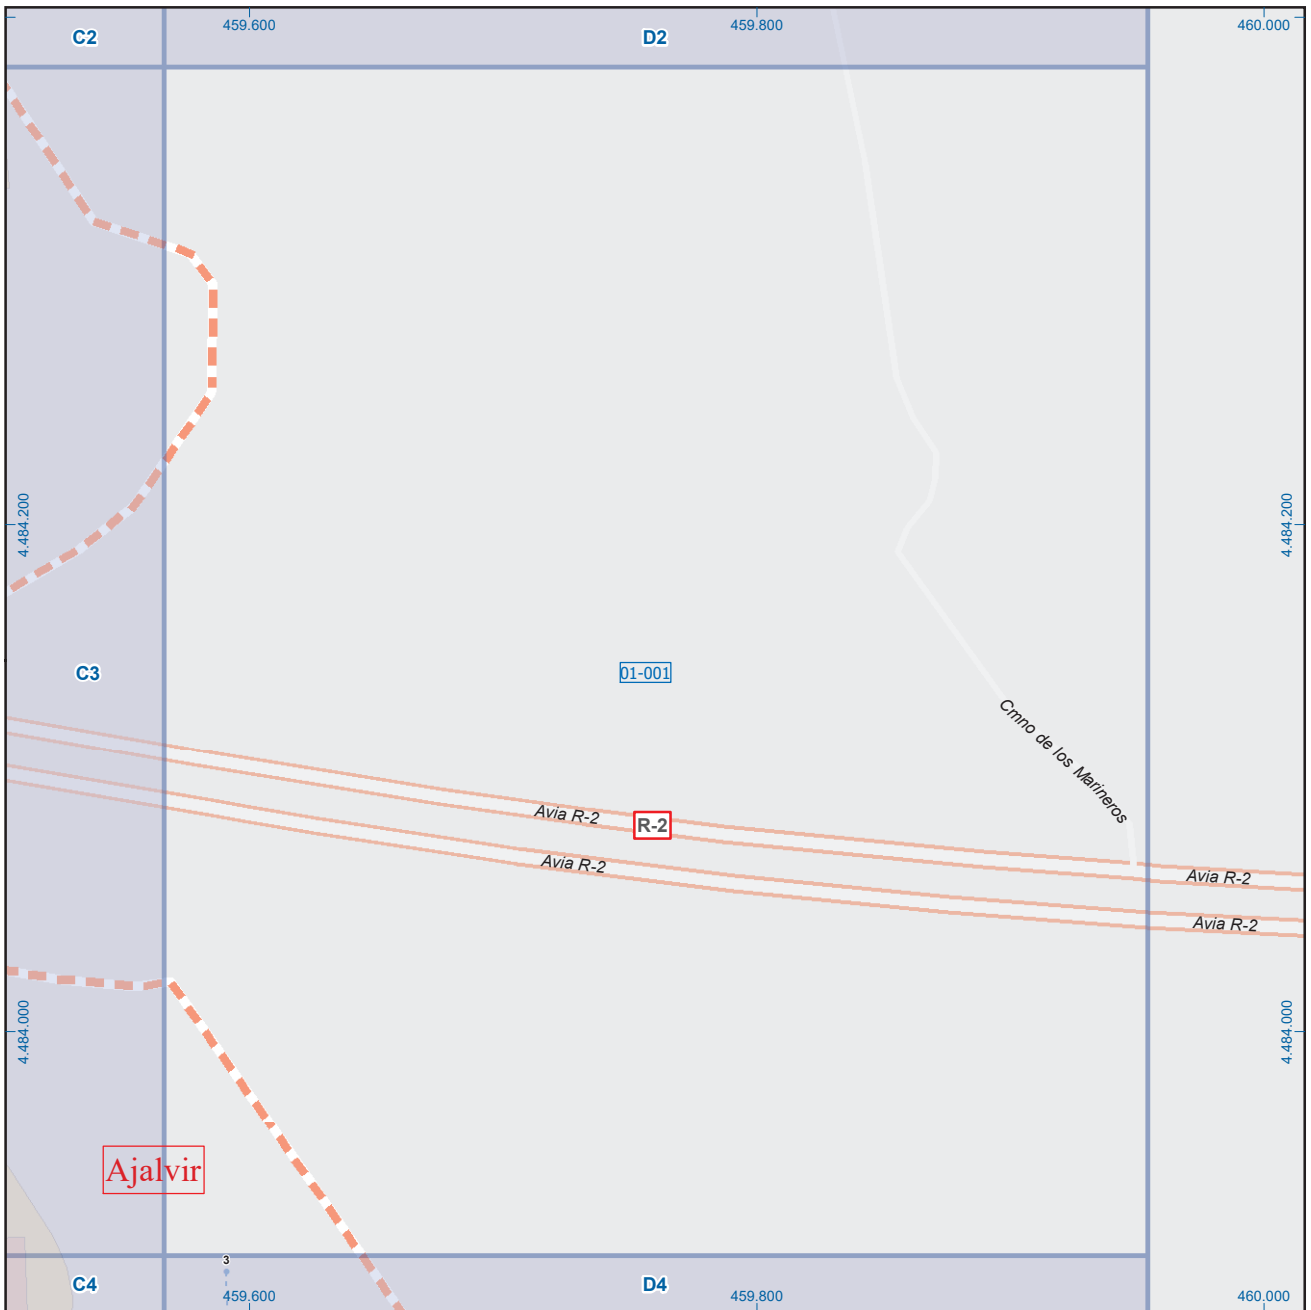 459.600
459.800
460.000
C2
D2
4.484.200
4.484.200
C3
01-001
Cmno de los Marineros
Avia R-2
R-2
Avia R-2
Avia R-2
Avia R-2
4.484.000
4.484.000
Ajalvir
3
C4
D4
459.600
459.800
460.000